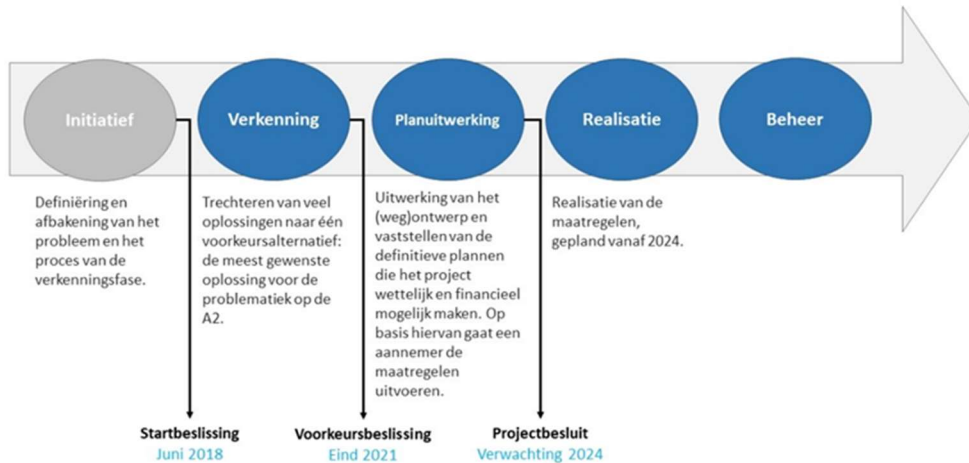 Initiatief
Verkenning
Planuitwerking
Realisatie
Beheer
Definiëring en
afbakening van het
probleem en het
proces van de
verkenningsfase.
Trechteren van veel
oplossingen naar één
voorkeursalternatief:
de meest gewenste
oplossing voor de
problematiek op de
A2.
Uitwerking van het
(weg)ontwerp en
vaststellen van de
definitieve plannen
die het project
wettelijk en financieel
mogelijk maken. Op
basis hiervan gaat een
aannemer de
maatregelen
uitvoeren.
Realisatie van de
maatregelen,
gepland vanaf 2024.
Startbeslissing
Juni 2018
Voorkeursbeslissing
Eind 2021
Projectbesluit
Verwachting 2024